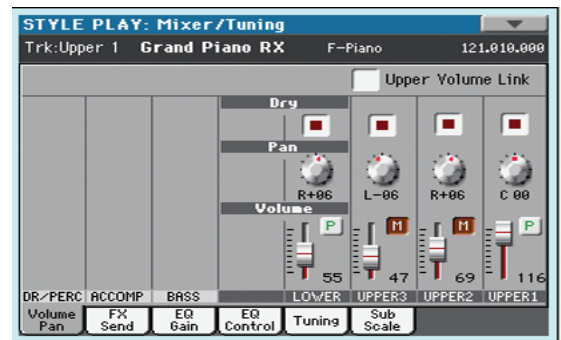 STYLE PLAY: Mixer/Tuning
Trk:Upper 1 Grand Piano RX F-Piano 121.010.000
Upper Volume Link
Dry
Pan
R+06 L-06 R+06 C 00
Volume
P M M P
55 47 69 116
DR/PERC ACCOMP BASS LOWER UPPER3 UPPER2 UPPER1
Volume Pan FX Send EQ Gain EQ Control Tuning Sub Scale